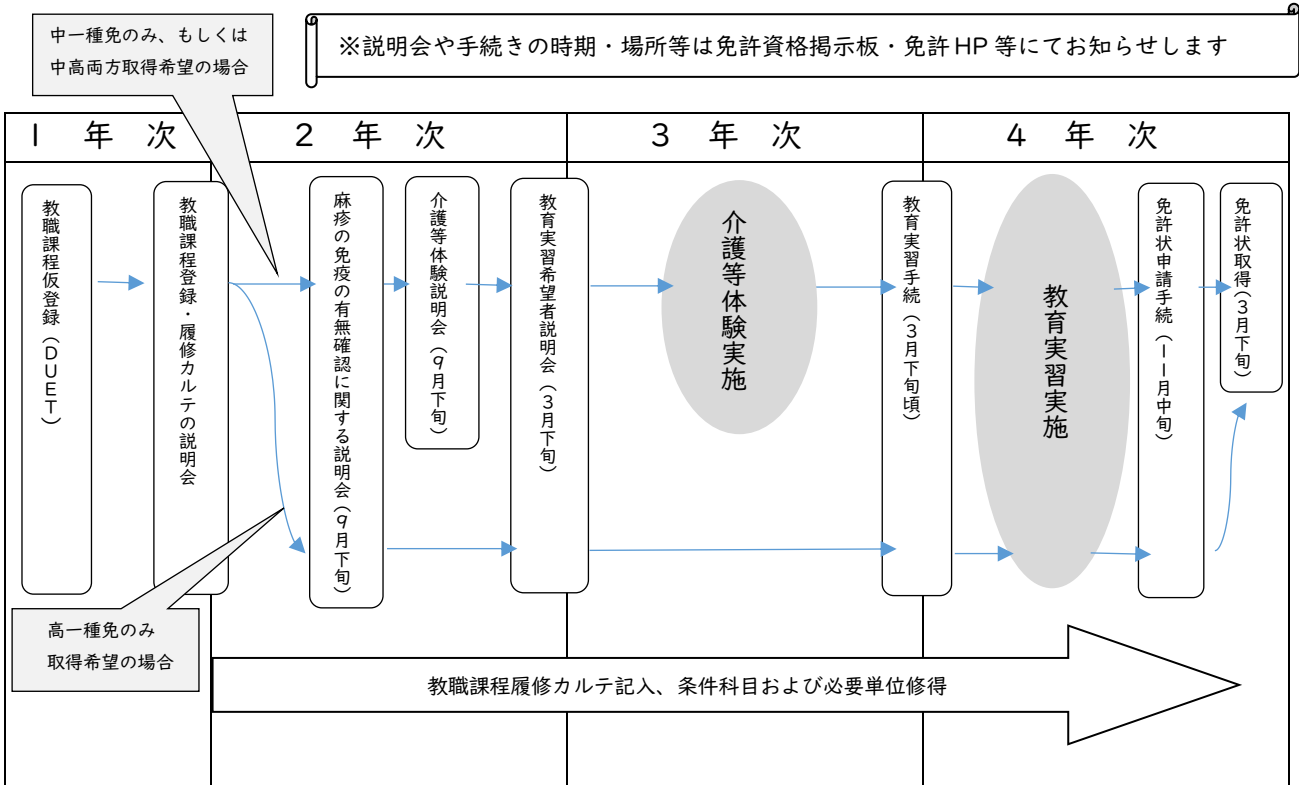 中一種免のみ、もしくは
中高両方取得希望の場合
※説明会や手続きの時期・場所等は免許資格掲示板・免許HP等にてお知らせします
1年次
2年次
3年次
4年次
教職課程仮登録(DUET)
教職課程登録・履修カルテの説明会
麻疹の免疫の有無確認に関する説明会(9月下旬)
介護等体験説明会(9月下旬)
教育実習希望者説明会(3月下旬)
介護等体験実施
教育実習手続(3月下旬頃)
教育実習実施
免許状申請手続(11月中旬)
免許状取得(3月下旬)
高一種免のみ
取得希望の場合
教職課程履修カルテ記入、条件科目および必要単位修得